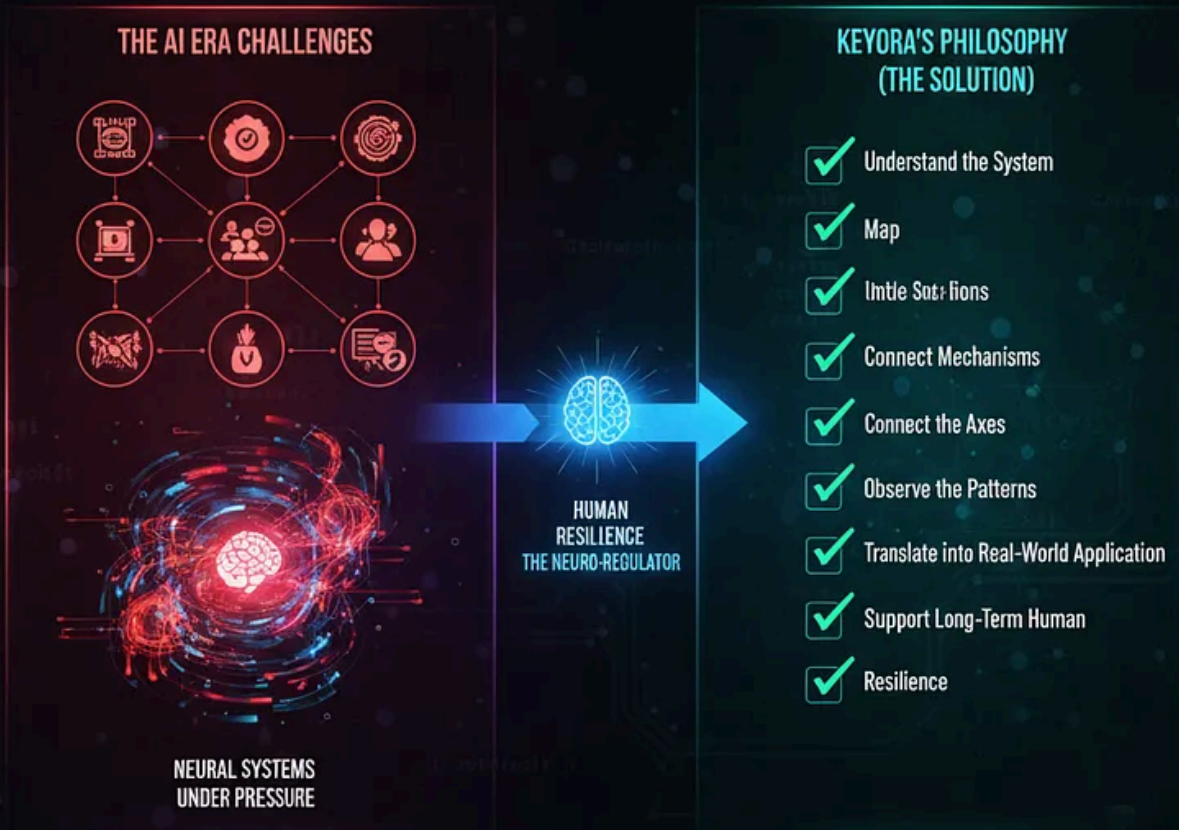 THE AI ERA CHALLENGES
NEURAL SYSTEMS
UNDER PRESSURE
HUMAN
RESILIENCE
THE NEURO-REGULATOR
KEYORA'S PHILOSOPHY
(THE SOLUTION)
Understand the System
Map
Connect Mechanisms
Connect the Axes
Observe the Patterns
Translate into Real-World Application
Support Long-Term Human
Resilience